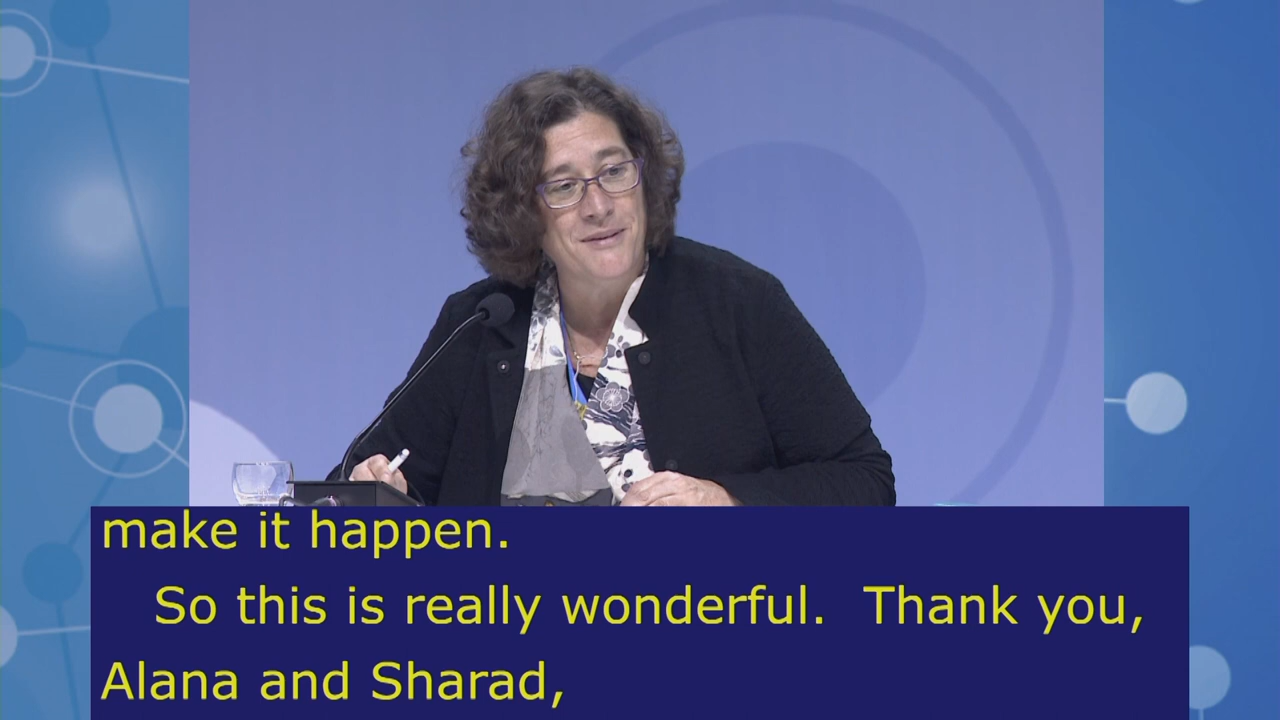 make it happen.
So this is really wonderful.  Thank you,
Alana and Sharad,